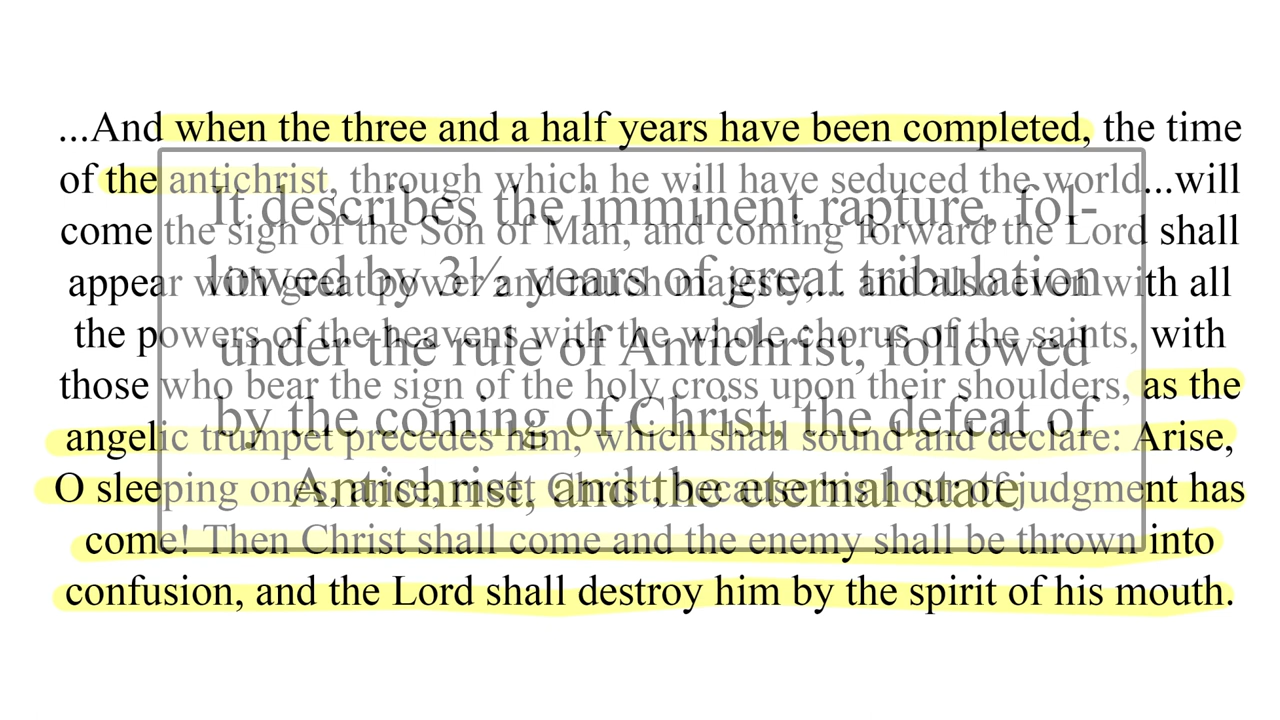 ...And when the three and a half years have been completed, the time
of the antichrist, through which he will have seduced the world...will
come the sign of the Son of Man, and coming forward the Lord shall
appear with great power and much majesty,... and also even with all
the powers of the heavens with the whole chorus of the saints, with
those who bear the sign of the holy cross upon their shoulders, as the
angelic trumpet precedes him, which shall sound and declare: Arise,
O sleeping ones, arise, meet Christ, because his hour of judgment has
come! Then Christ shall come and the enemy shall be thrown into
confusion, and the Lord shall destroy him by the spirit of his mouth.
It describes the imminent rapture, fol-
lowed by 3½ years of great tribulation
under the rule of Antichrist, followed
by the coming of Christ, the defeat of
Antichrist, and the eternal state